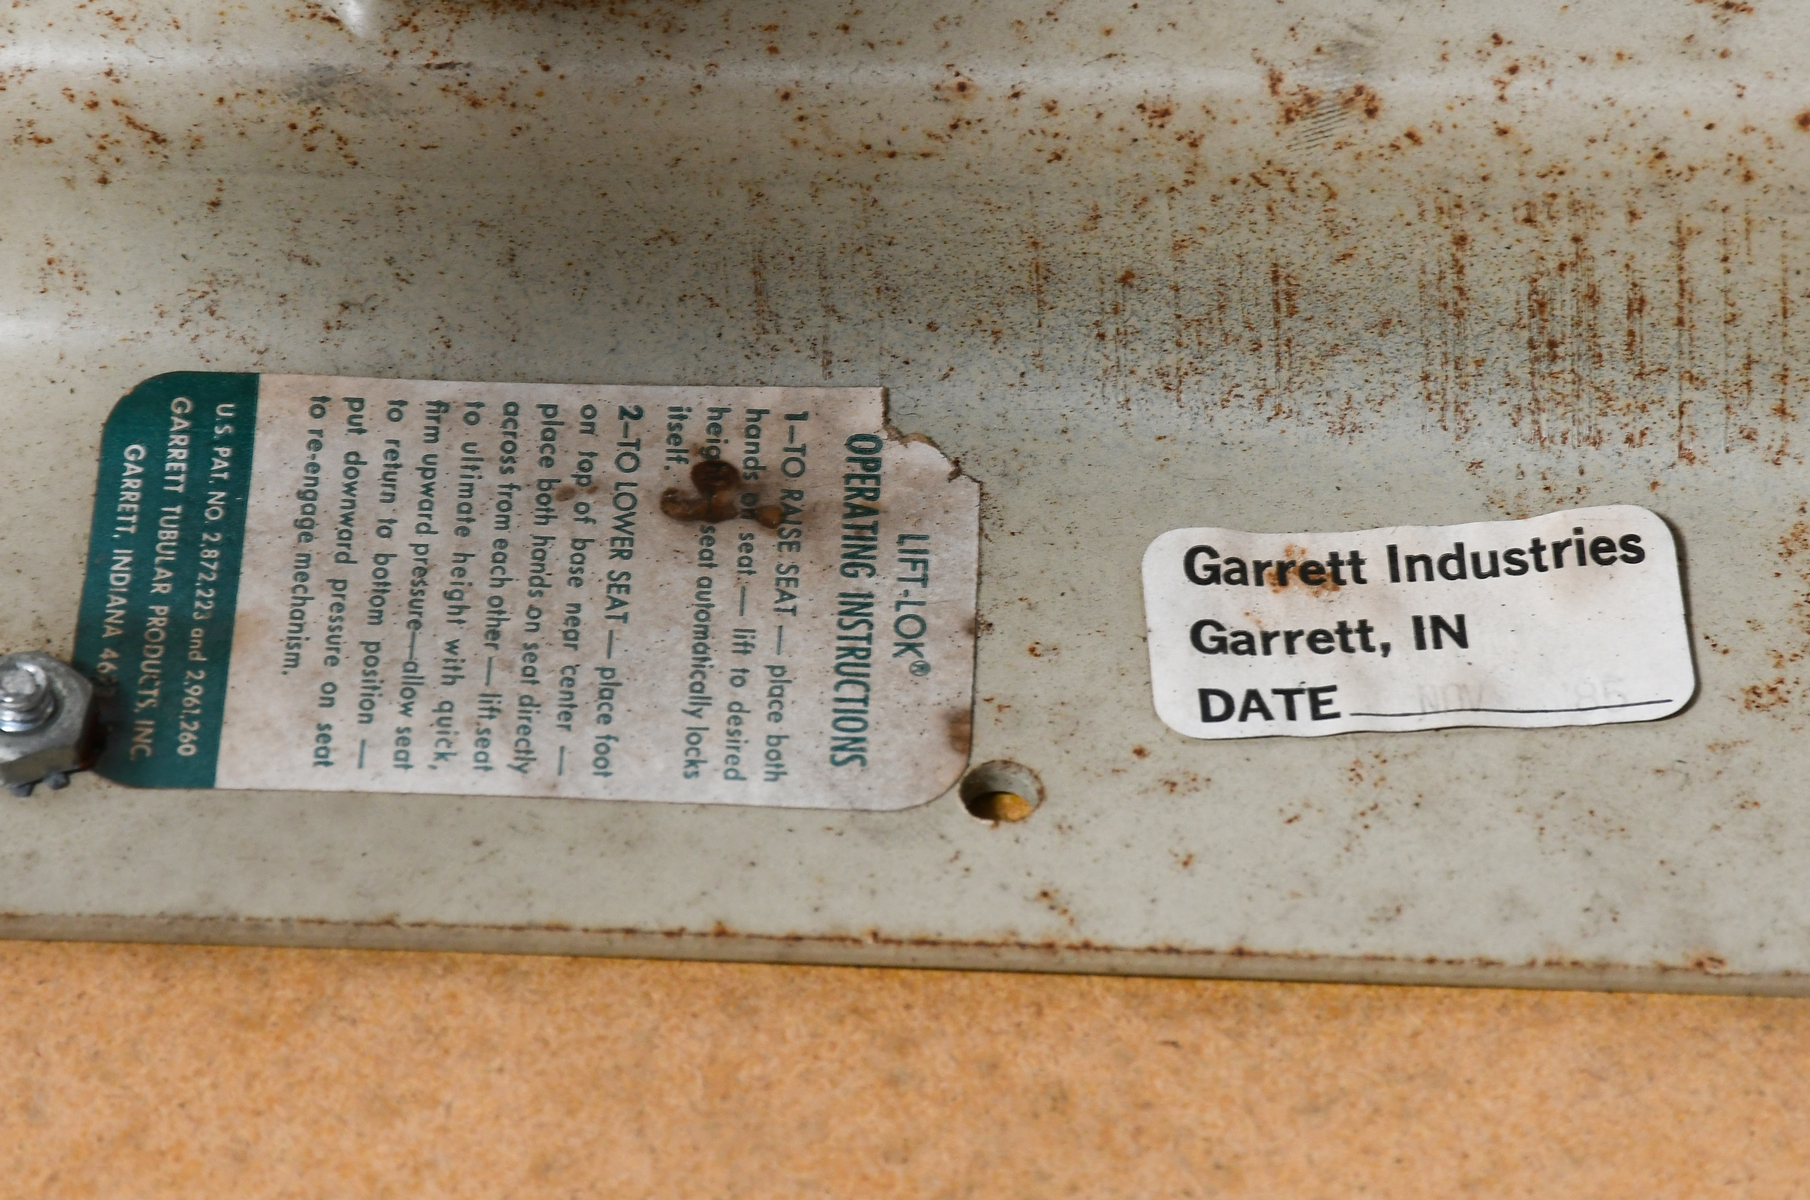 LIFT-LOK®
OPERATING INSTRUCTIONS
1—TO RAISE SEAT — place both
hands on seat — lift to desired
height seat automatically locks
itself.
2—TO LOWER SEAT — place foot
on top of base near center —
place both hands on seat directly
across from each other — lift seat
to ultimate height with quick,
firm upward pressure—allow seat
to return to bottom position —
put downward pressure on seat
to re-engage mechanism.
U.S. PAT. NO. 2,872,223 and 2,961,260
GARRETT TUBULAR PRODUCTS, INC.
GARRETT, INDIANA
Garrett Industries
Garrett, IN
DATE NOV '85